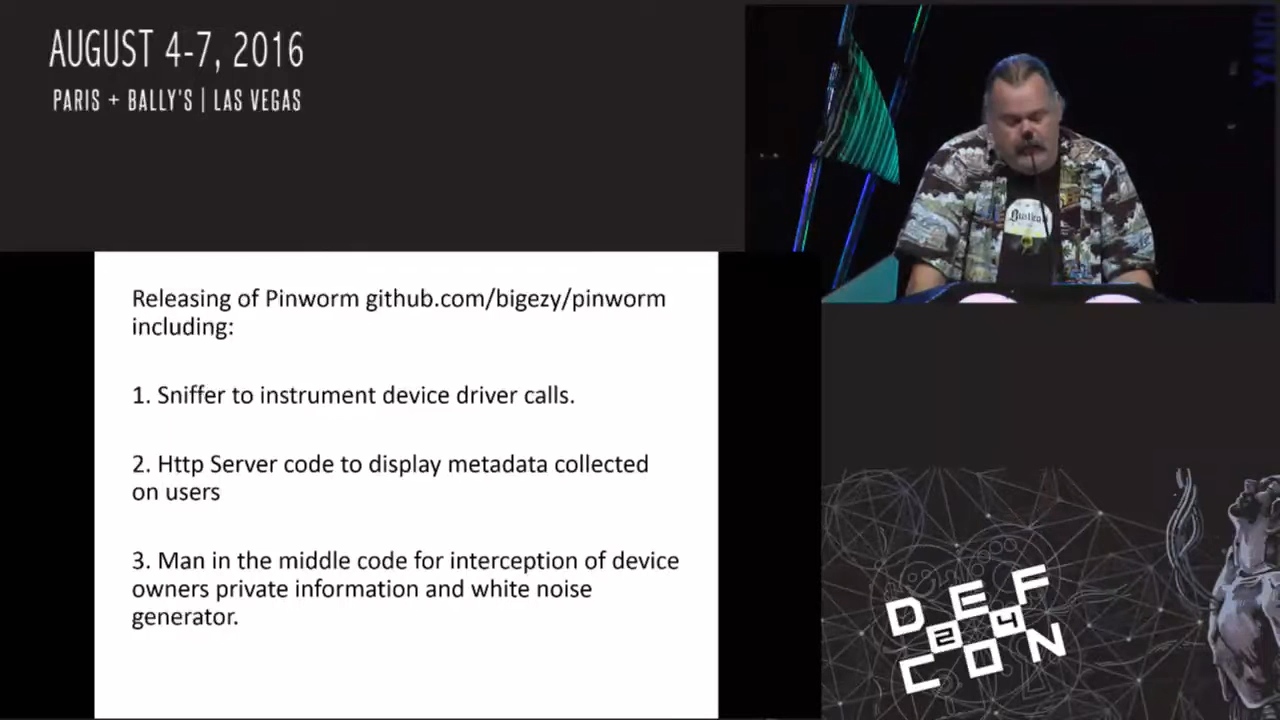 AUGUST 4-7, 2016
PARIS + BALLY'S | LAS VEGAS
Releasing of Pinworm github.com/bigezy/pinworm
including:
1. Sniffer to instrument device driver calls.
2. Http Server code to display metadata collected
on users
3. Man in the middle code for interception of device
owners private information and white noise
generator.
DEF
24
CON